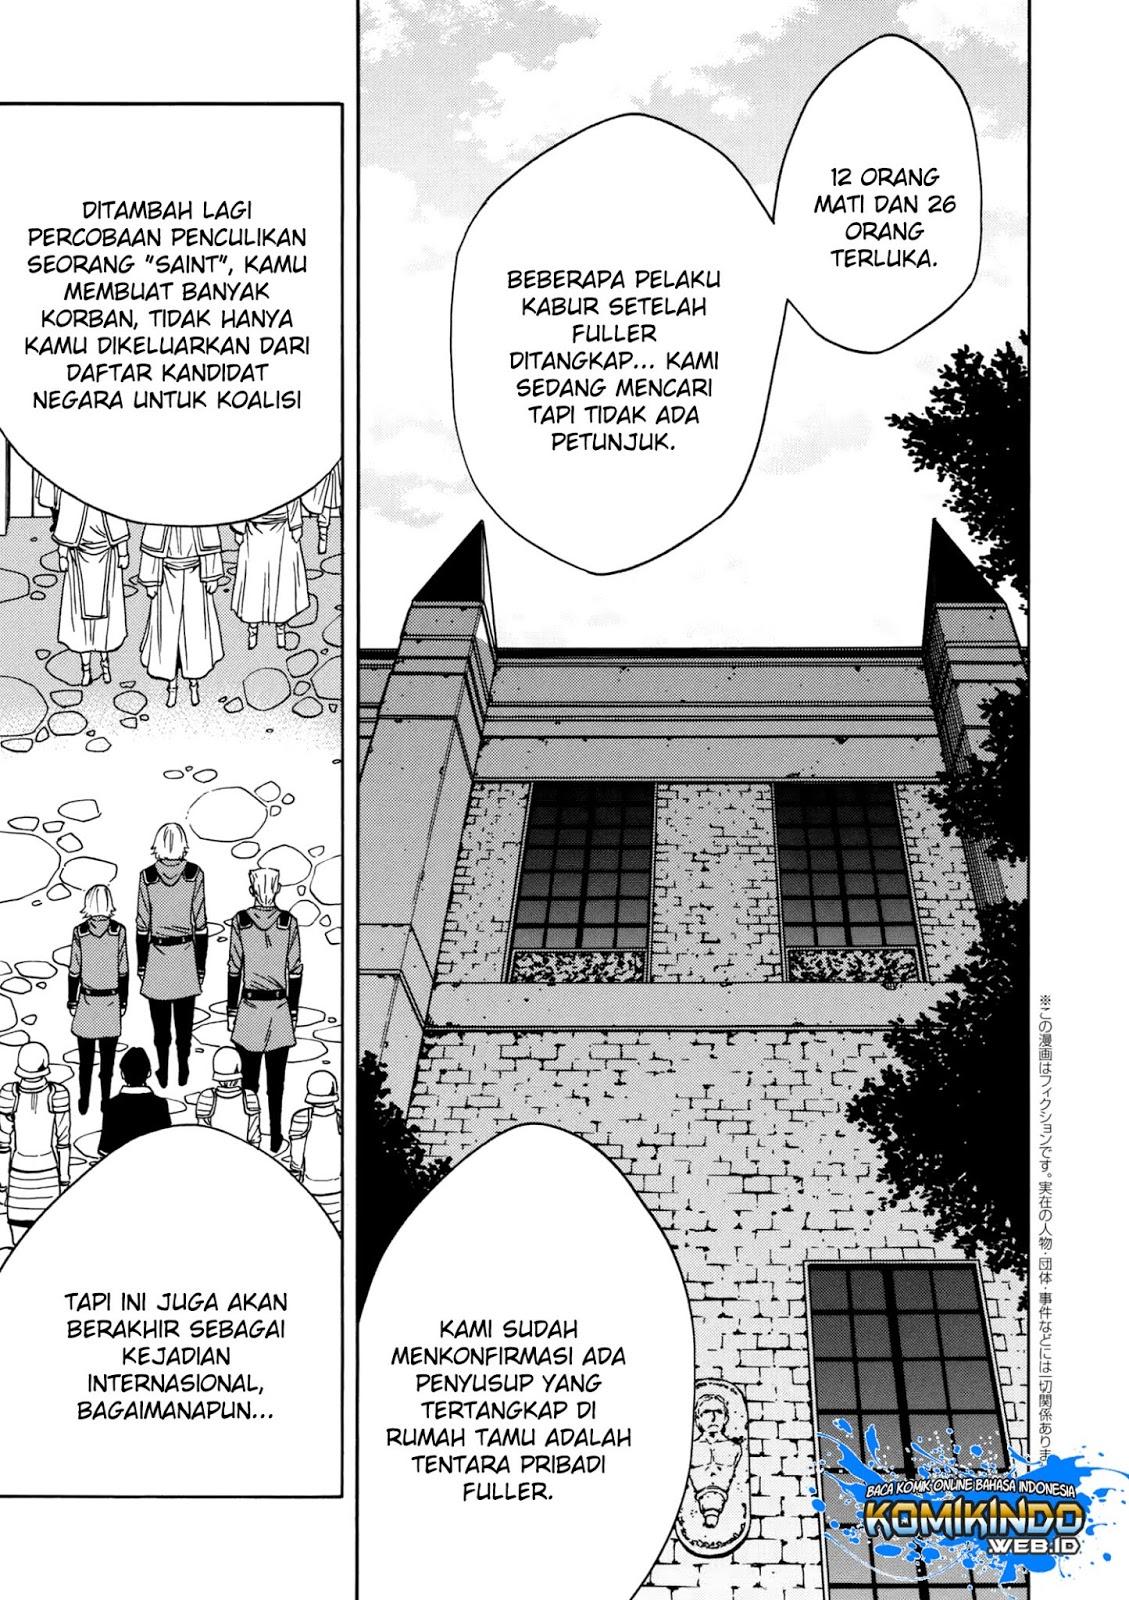 12 ORANG
MATI DAN 26
ORANG
TERLUKA.
BEBERAPA PELAKU
KABUR SETELAH
FULLER
DITANGKAP... KAMI
SEDANG MENCARI
TAPI TIDAK ADA
PETUNJUK.
KAMI SUDAH
MENKONFIRMASI ADA
PENYUSUP YANG
TERTANGKAP DI
RUMAH TAMU ADALAH
TENTARA PRIBADI
FULLER.
DITAMBAH LAGI
PERCOBAAN PENCULIKAN
SEORANG "SAINT", KAMU
MEMBUAT BANYAK
KORBAN, TIDAK HANYA
KAMU DIKELUARKAN DARI
DAFTAR KANDIDAT
NEGARA UNTUK KOALISI
TAPI INI JUGA AKAN
BERAKHIR SEBAGAI
KEJADIAN
INTERNASIONAL,
BAGAIMANAPUN...
※この漫画はフィクションです。実在の人物・団体・事件などには一切関係ありま
BACA KOMIK ONLINE BAHASA INDONESIA
KOMIKINDO
.WEB.ID